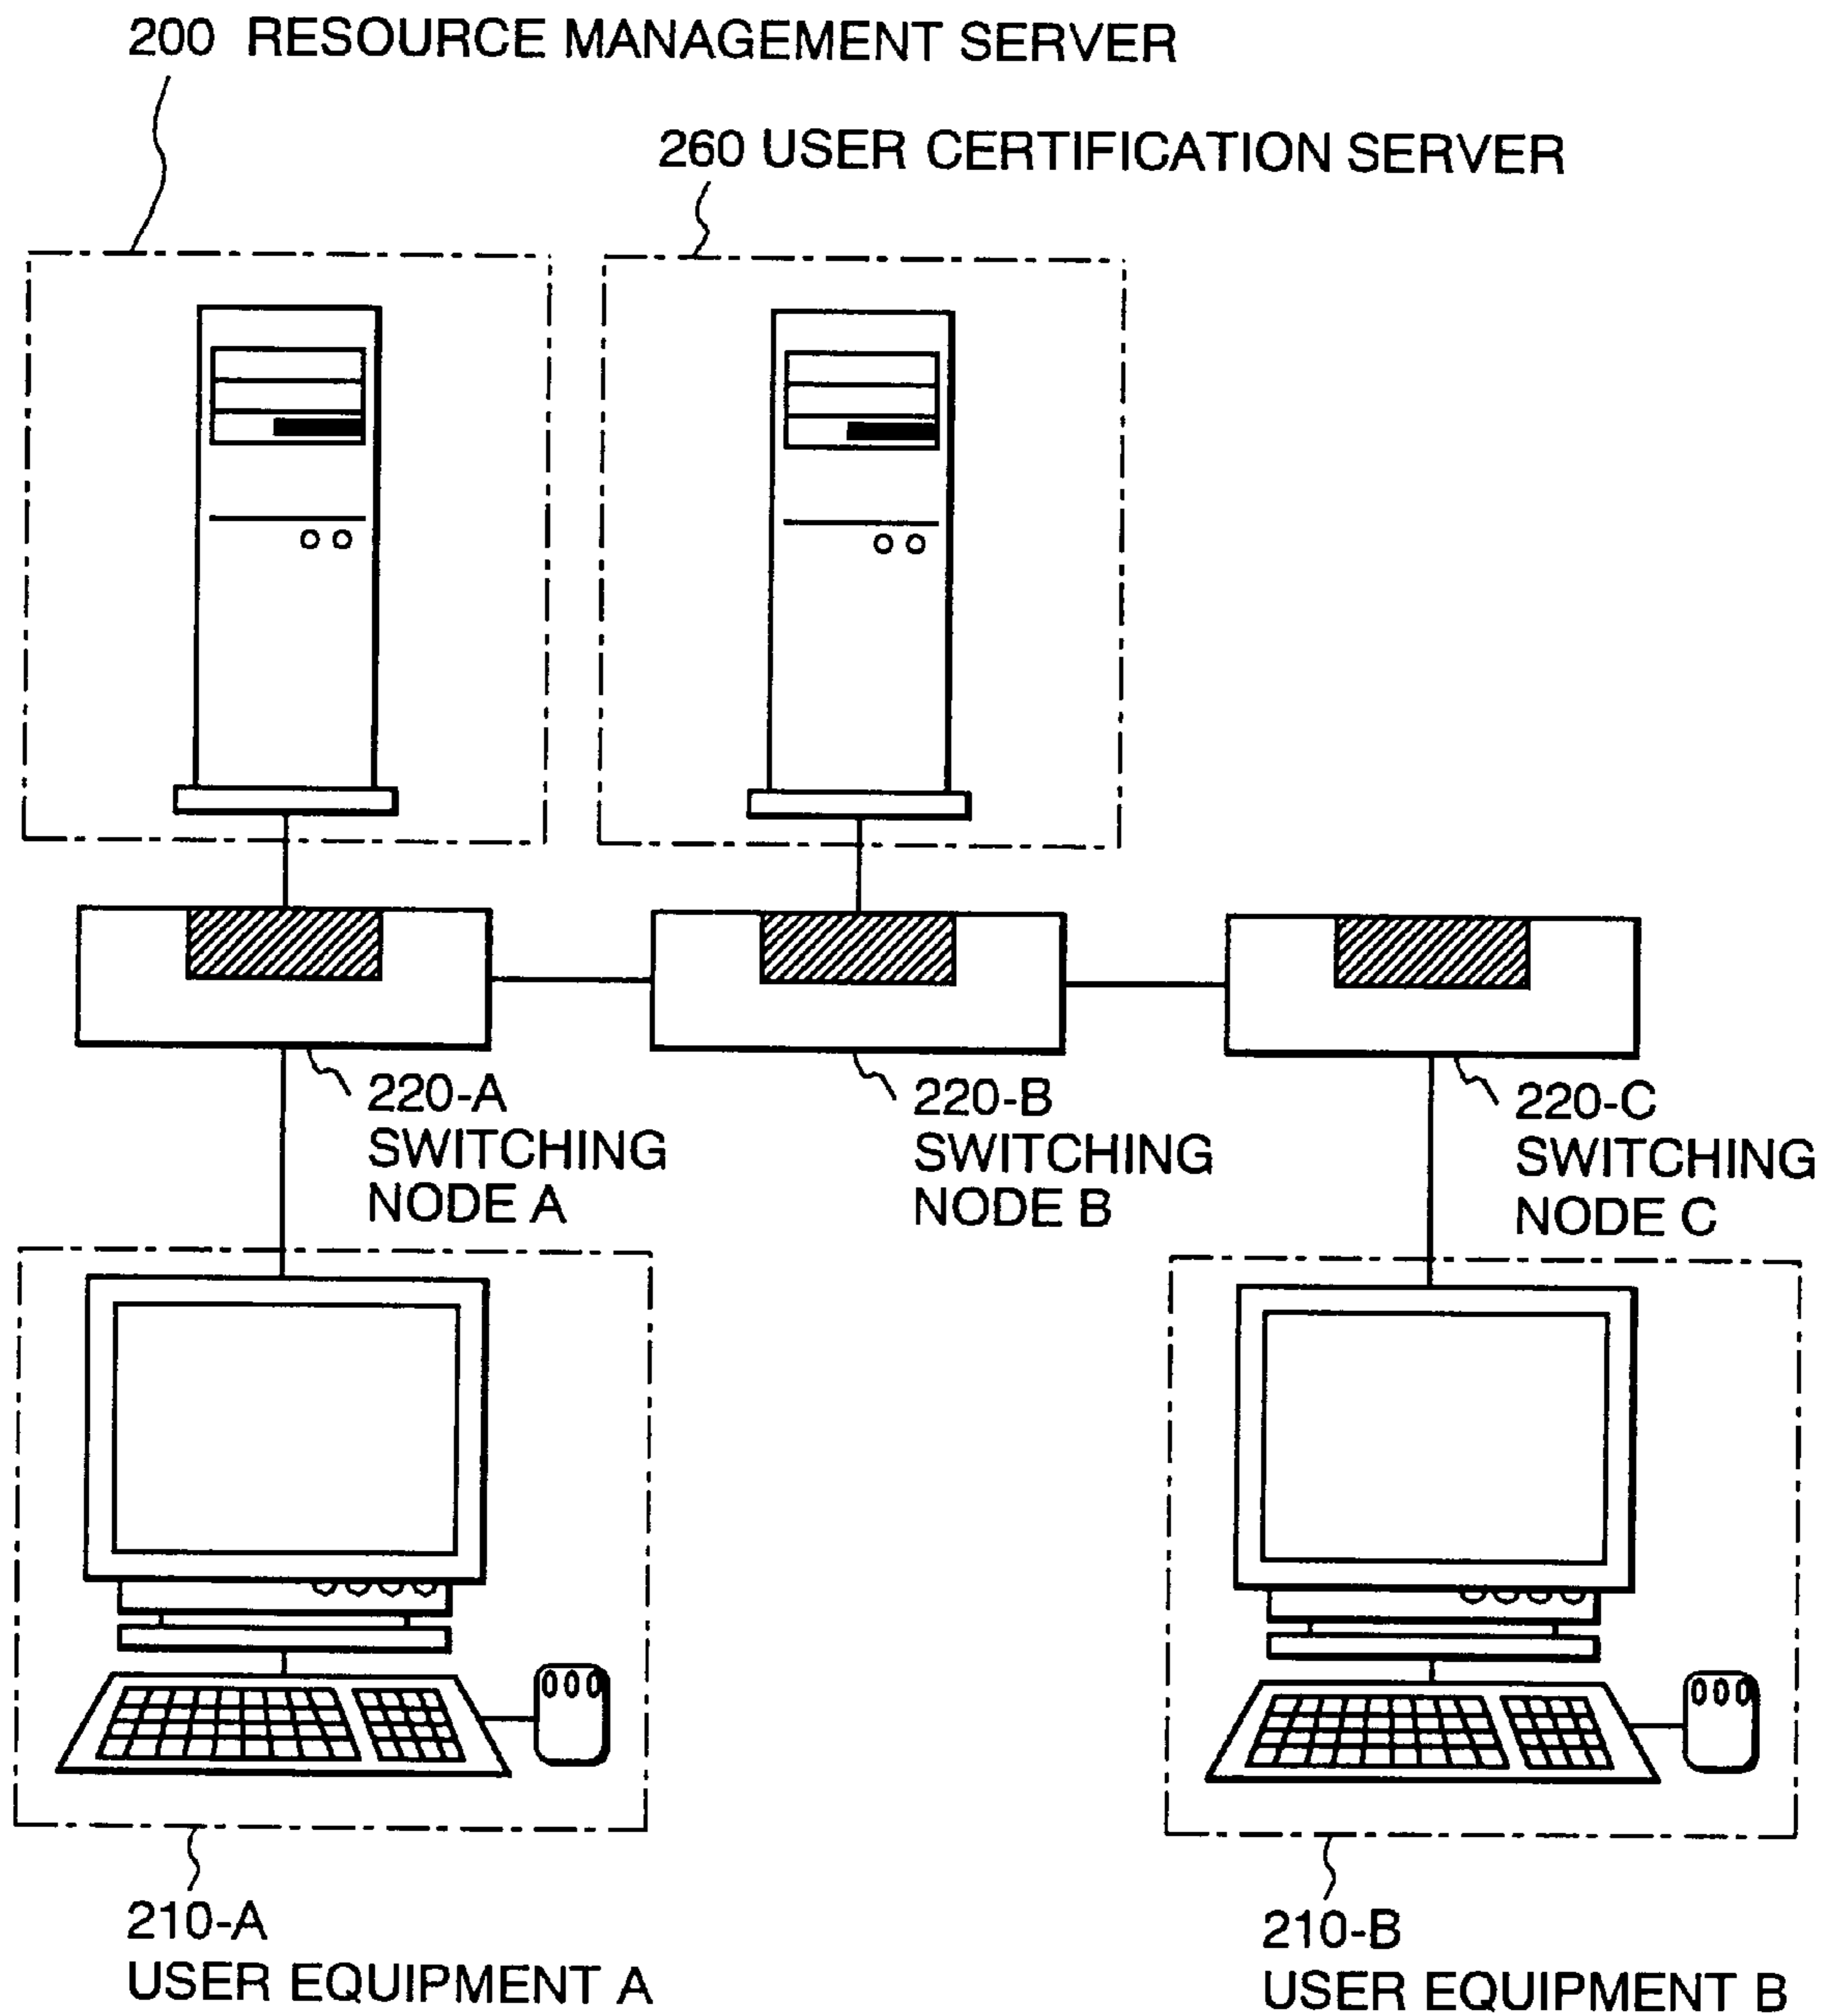 200 RESOURCE MANAGEMENT SERVER
260 USER CERTIFICATION SERVER
220-A
SWITCHING
NODE A
220-B
SWITCHING
NODE B
220-C
SWITCHING
NODE C
210-A
USER EQUIPMENT A
210-B
USER EQUIPMENT B